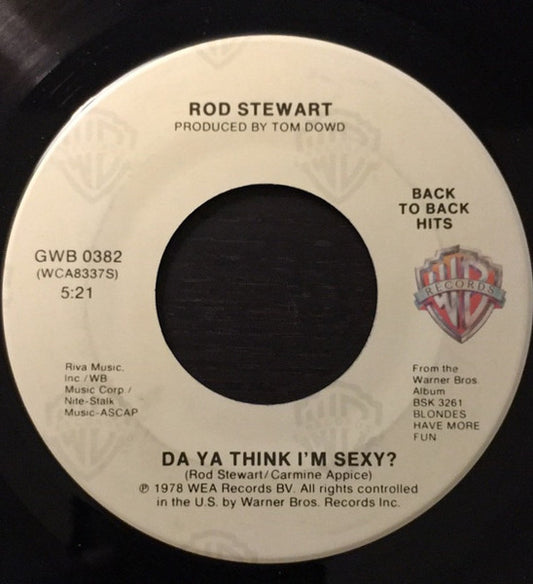 ROD STEWART
PRODUCED BY TOM DOWD
BACK
TO BACK
HITS
GWB 0382
(WCA8337S)
5:21
RECORDS
Riva Music,
Inc./WB
Music Corp./
Nite-Stalk
Music-ASCAP
From the
Warner Bros.
Album
BSK 3261
BLONDES
HAVE MORE
FUN
DA YA THINK I'M SEXY?
(Rod Stewart/Carmine Appice)
℗ 1978 WEA Records BV. All rights controlled
in the U.S. by Warner Bros. Records Inc.